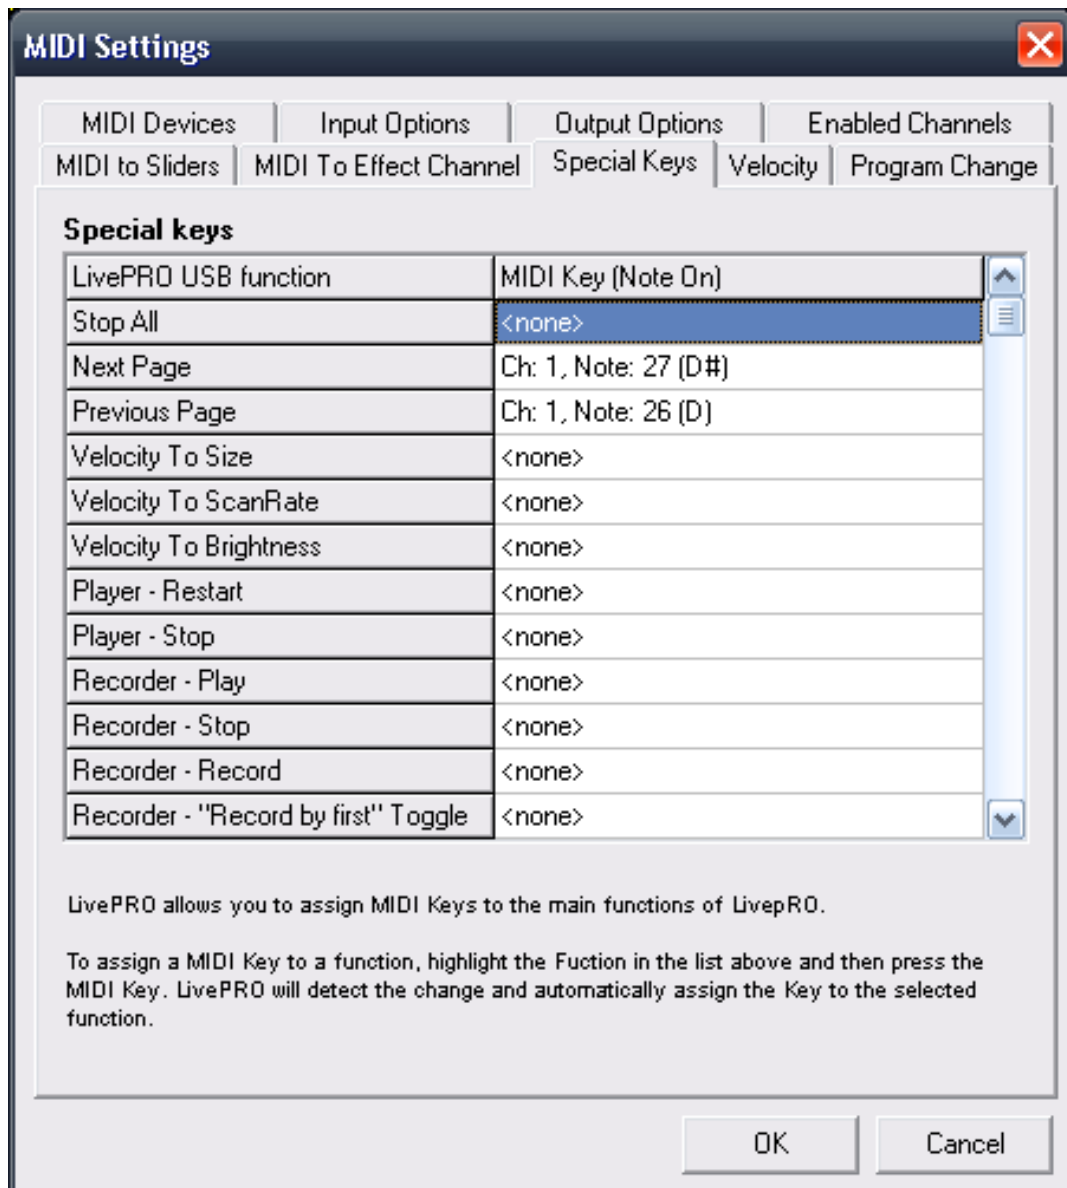 MIDI Settings
MIDI Devices Input Options Output Options Enabled Channels
MIDI to Sliders MIDI To Effect Channel Special Keys Velocity Program Change
Special keys
LivePRO USB function MIDI Key (Note On)
Stop All <none>
Next Page Ch: 1, Note: 27 (D#)
Previous Page Ch: 1, Note: 26 (D)
Velocity To Size <none>
Velocity To ScanRate <none>
Velocity To Brightness <none>
Player - Restart <none>
Player - Stop <none>
Recorder - Play <none>
Recorder - Stop <none>
Recorder - Record <none>
Recorder - "Record by first" Toggle <none>
LivePRO allows you to assign MIDI Keys to the main functions of LivepRO.
To assign a MIDI Key to a function, highlight the Fuction in the list above and then press the
MIDI Key. LivePRO will detect the change and automatically assign the Key to the selected
function.
OK Cancel